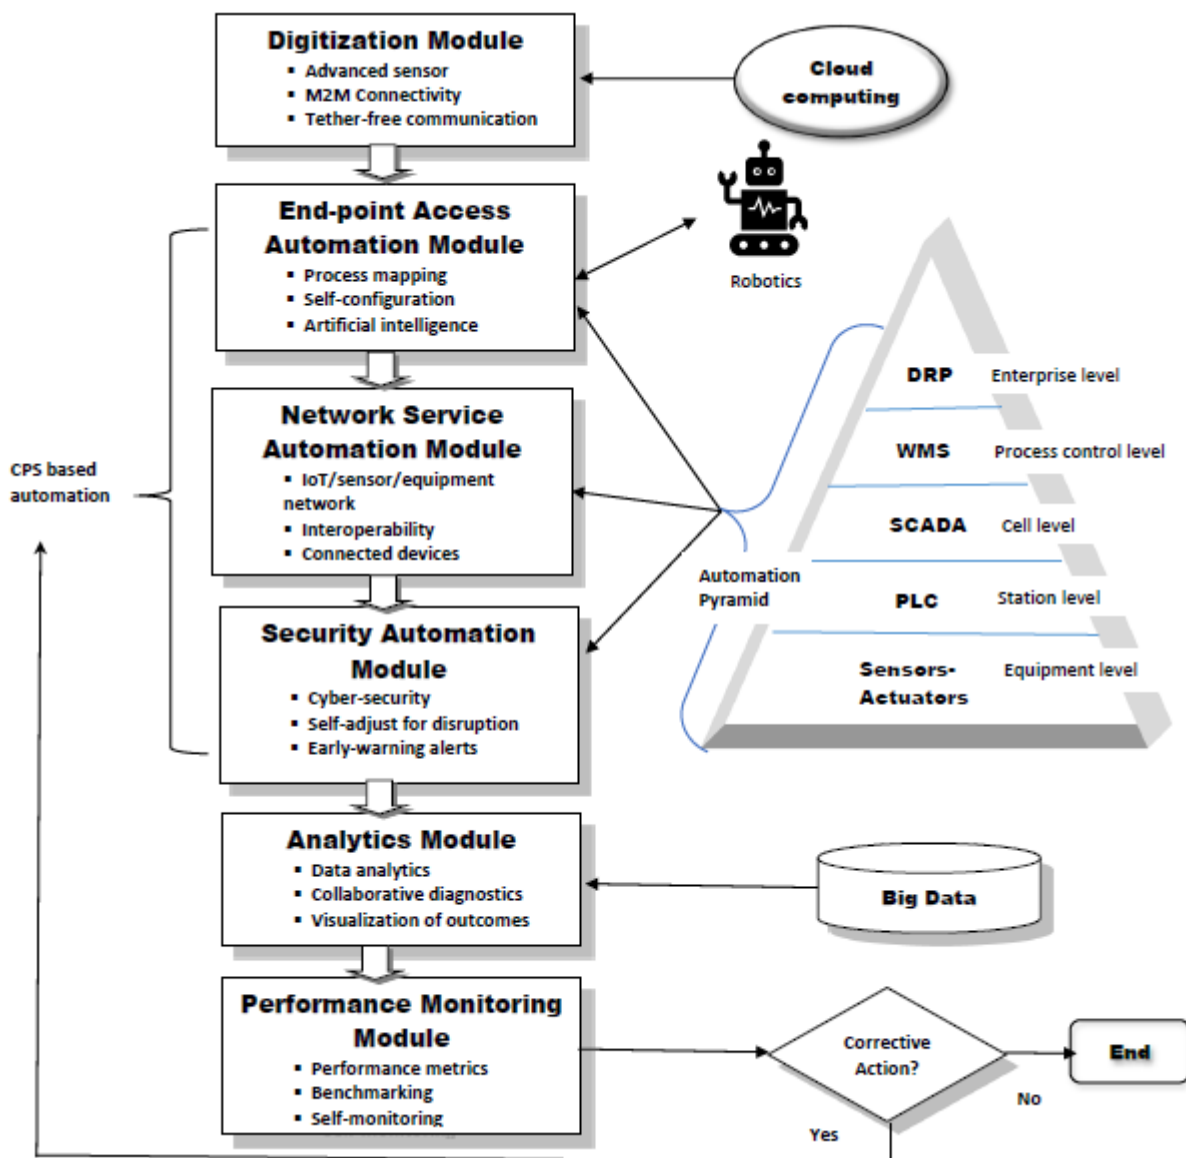 Digitization Module
▪ Advanced sensor
▪ M2M Connectivity
▪ Tether-free communication
Cloud
computing
End-point Access
Automation Module
▪ Process mapping
▪ Self-configuration
▪ Artificial intelligence
Robotics
Network Service
Automation Module
▪ IoT/sensor/equipment
network
▪ Interoperability
▪ Connected devices
CPS based
automation
Security Automation
Module
▪ Cyber-security
▪ Self-adjust for disruption
▪ Early-warning alerts
Automation
Pyramid
DRP Enterprise level
WMS Process control level
SCADA Cell level
PLC Station level
Sensors-
Actuators
Equipment level
Analytics Module
▪ Data analytics
▪ Collaborative diagnostics
▪ Visualization of outcomes
Big Data
Performance Monitoring
Module
▪ Performance metrics
▪ Benchmarking
▪ Self-monitoring
Corrective
Action?
End
No
Yes